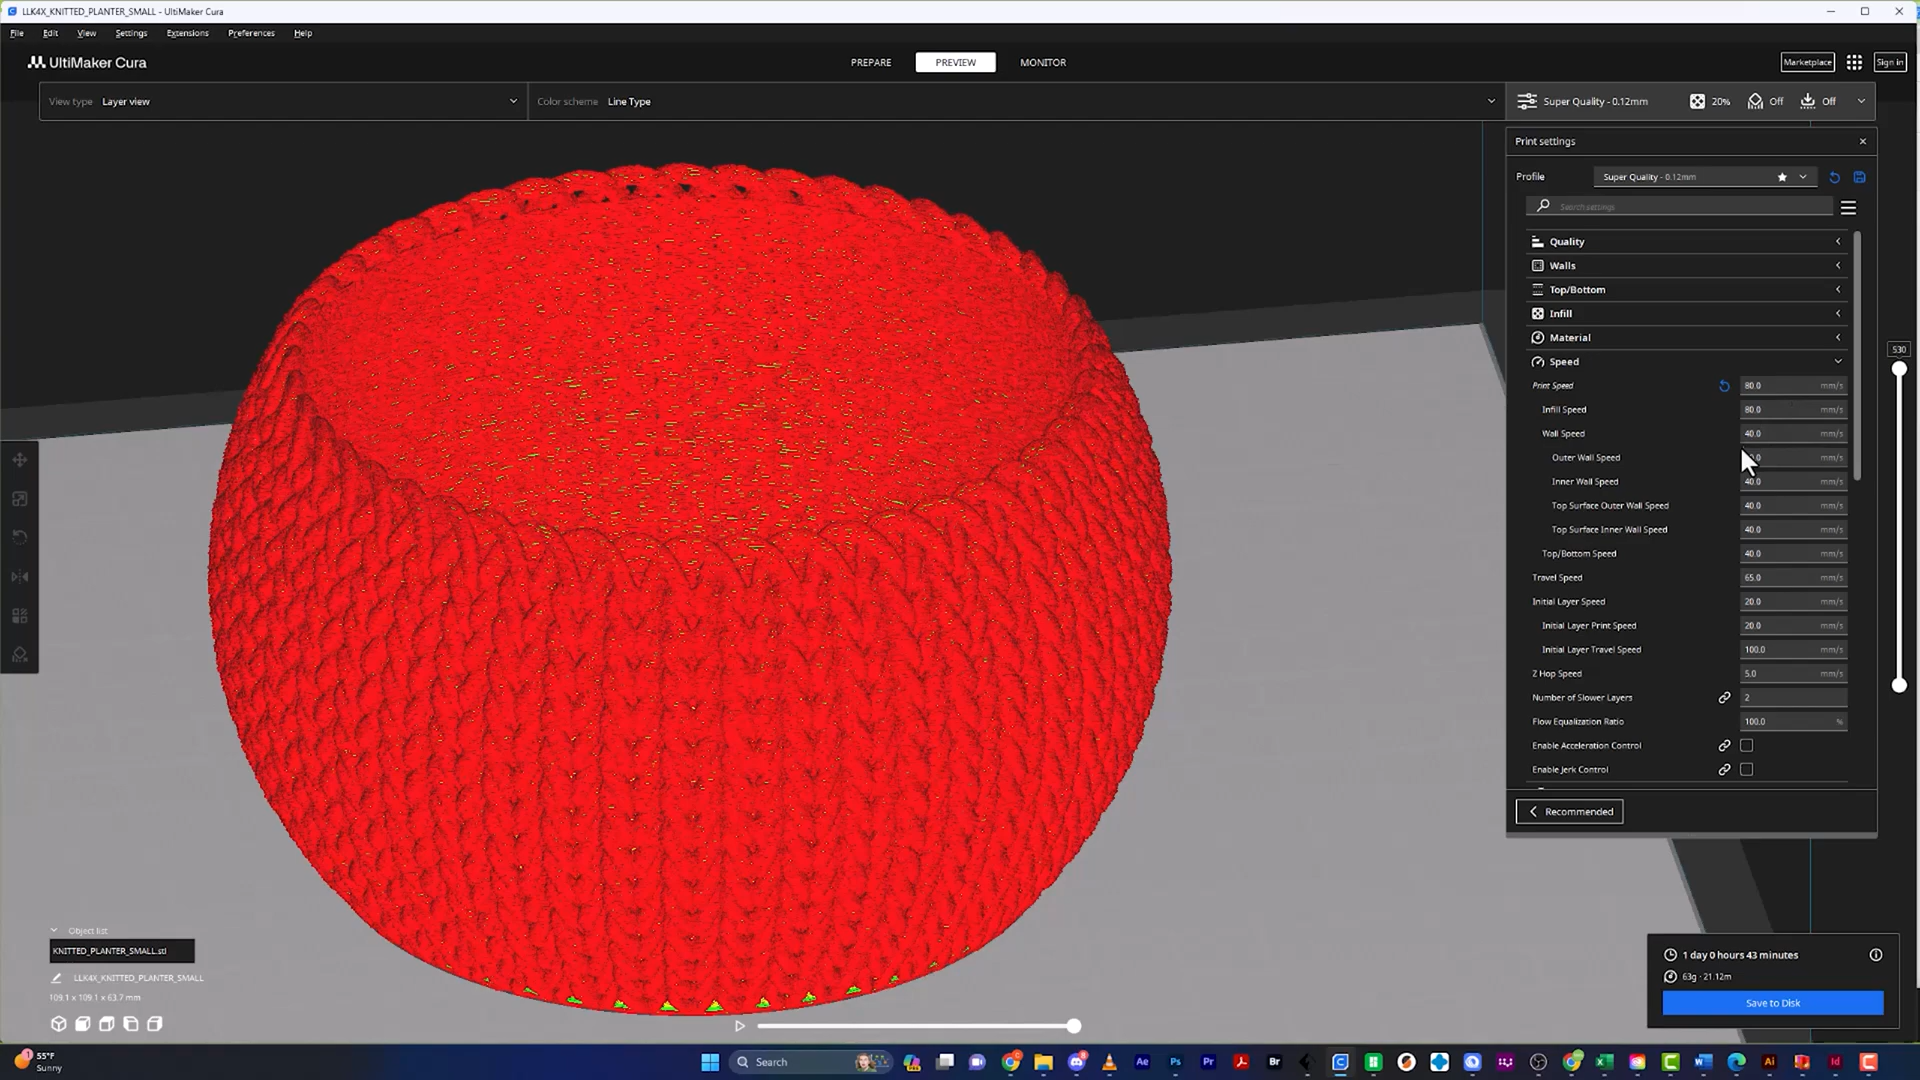 LLK4X_KNITTED_PLANTER_SMALL - UltiMaker Cura
File Edit View Settings Extensions Preferences Help
UltiMaker Cura
PREPARE PREVIEW MONITOR
Marketplace Sign in
View type Layer view
Color scheme Line Type
Super Quality - 0.12mm 20% Off Off
Print settings
Profile Super Quality - 0.12mm
Search settings
Quality
Walls
Top/Bottom
Infill
Material
Speed
Print Speed 80.0 mm/s
Infill Speed 80.0 mm/s
Wall Speed 40.0 mm/s
Outer Wall Speed mm/s
Inner Wall Speed 40.0 mm/s
Top Surface Outer Wall Speed 40.0 mm/s
Top Surface Inner Wall Speed 40.0 mm/s
Top/Bottom Speed 40.0 mm/s
Travel Speed 65.0 mm/s
Initial Layer Speed 20.0 mm/s
Initial Layer Print Speed 20.0 mm/s
Initial Layer Travel Speed 100.0 mm/s
Z Hop Speed 5.0 mm/s
Number of Slower Layers 2
Flow Equalization Ratio 100.0 %
Enable Acceleration Control
Enable Jerk Control
Recommended
530
Object list
KNITTED_PLANTER_SMALL.stl
LLK4X_KNITTED_PLANTER_SMALL
109.1 x 109.1 x 63.7 mm
1 day 0 hours 43 minutes
63g · 21.12m
Save to Disk
55°F
Sunny
Search
Ae Ps Pr Br Ai Id